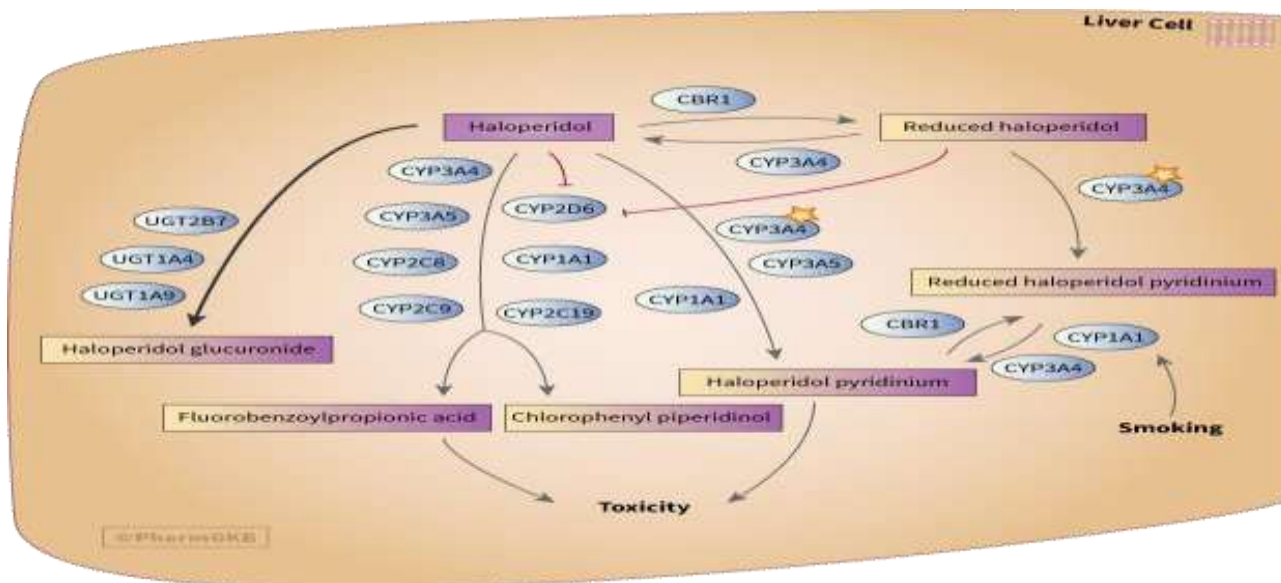 Liver Cell
CBR1
Haloperidol
Reduced haloperidol
CYP3A4
CYP3A4
CYP3A4
UGT2B7
CYP3A5
CYP2D6
CYP3A4
UGT1A4
CYP2C8
CYP1A1
CYP3A5
UGT1A9
CYP2C9
CYP2C19
CYP1A1
Reduced haloperidol pyridinium
CBR1
CYP1A1
Haloperidol glucuronide
CYP3A4
Haloperidol pyridinium
Fluorobenzoylpropionic acid
Chlorophenyl piperidinol
Smoking
Toxicity
©PharmGKB